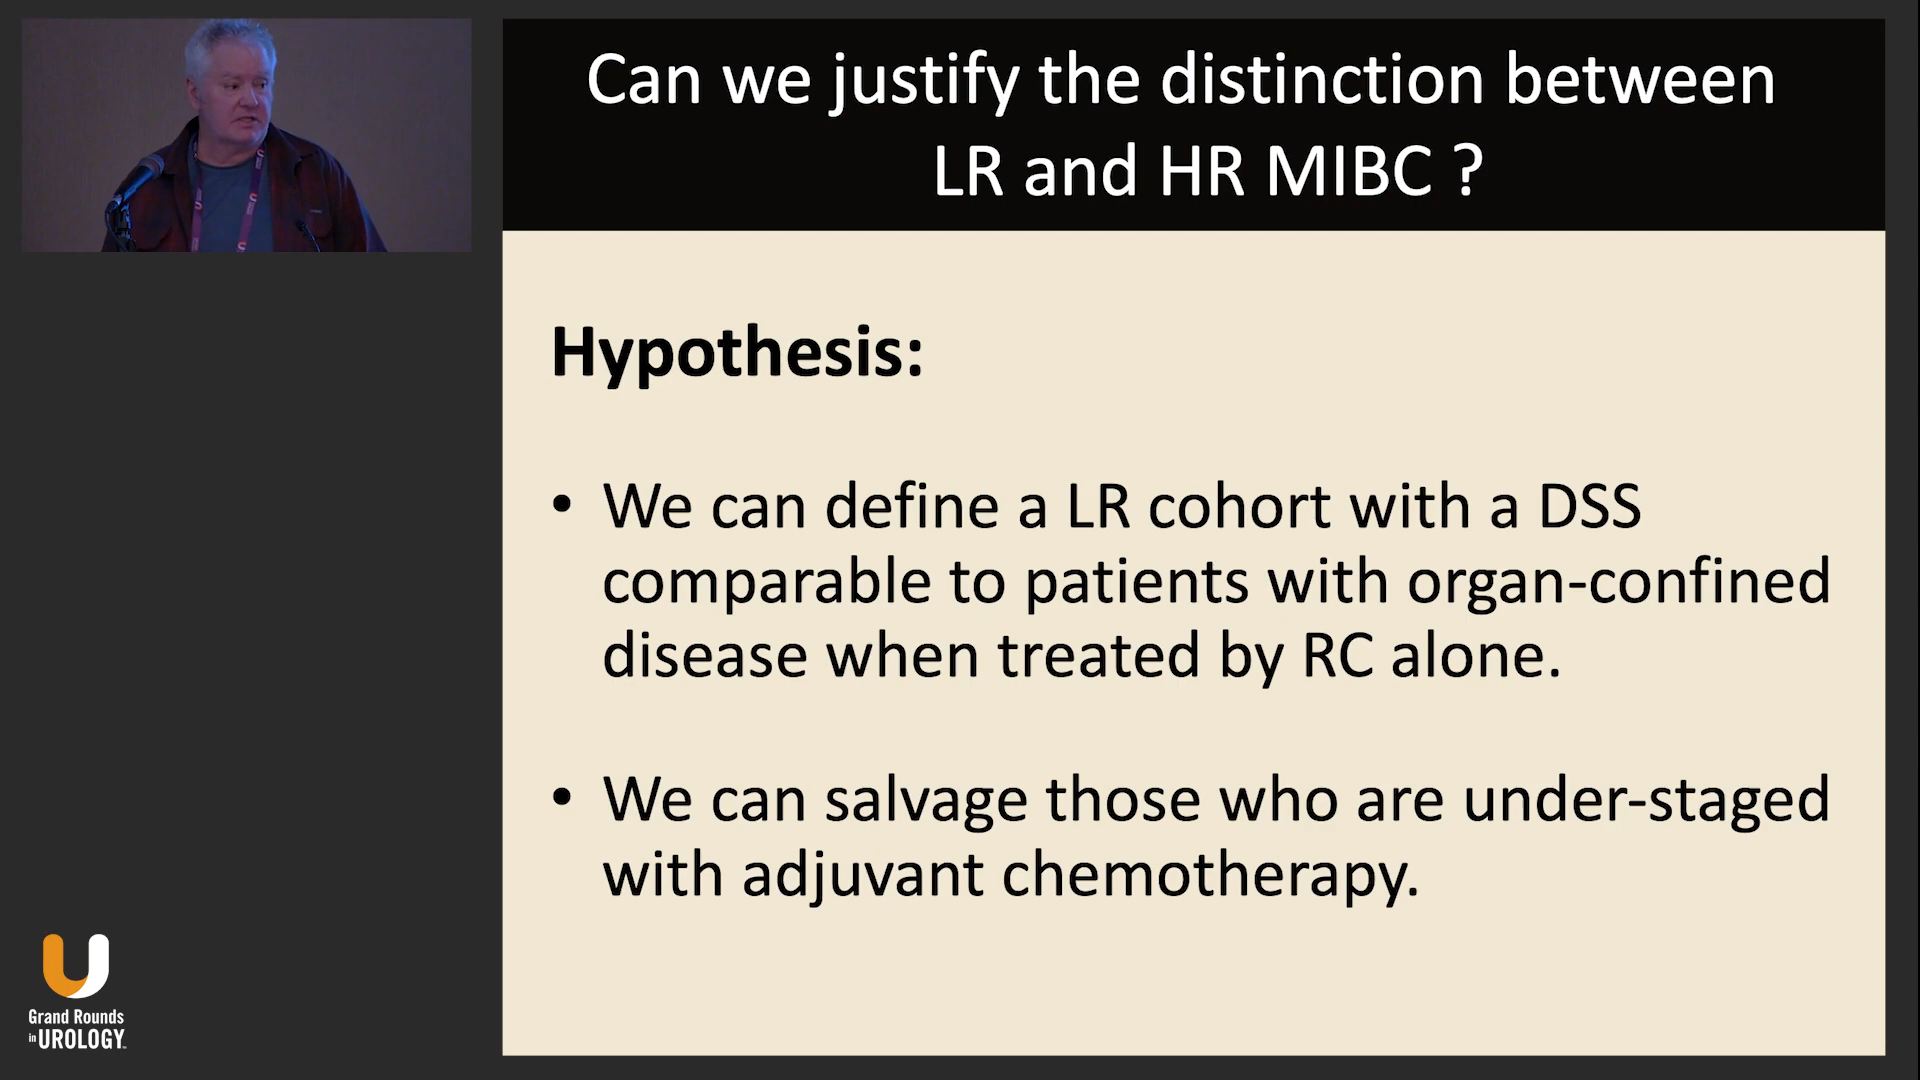 Can we justify the distinction between
LR and HR MIBC ?
Hypothesis:
• We can define a LR cohort with a DSS
comparable to patients with organ-confined
disease when treated by RC alone.
• We can salvage those who are under-staged
with adjuvant chemotherapy.
Grand Rounds
in UROLOGY